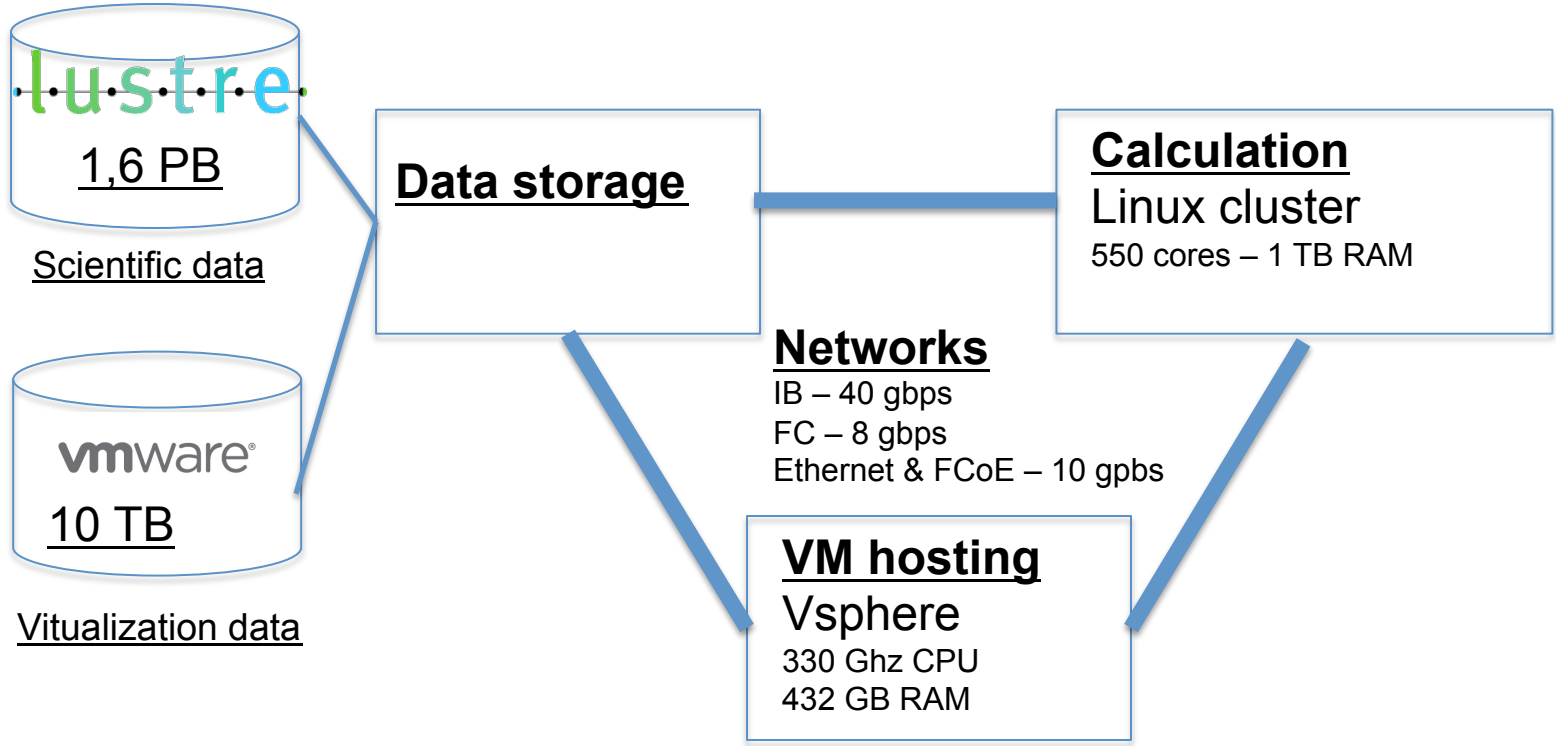 lustre
1,6 PB
Scientific data
vmware®
10 TB
Vitualization data
Data storage
Calculation
Linux cluster
550 cores – 1 TB RAM
Networks
IB – 40 gbps
FC – 8 gbps
Ethernet & FCoE – 10 gpbs
VM hosting
Vsphere
330 Ghz CPU
432 GB RAM